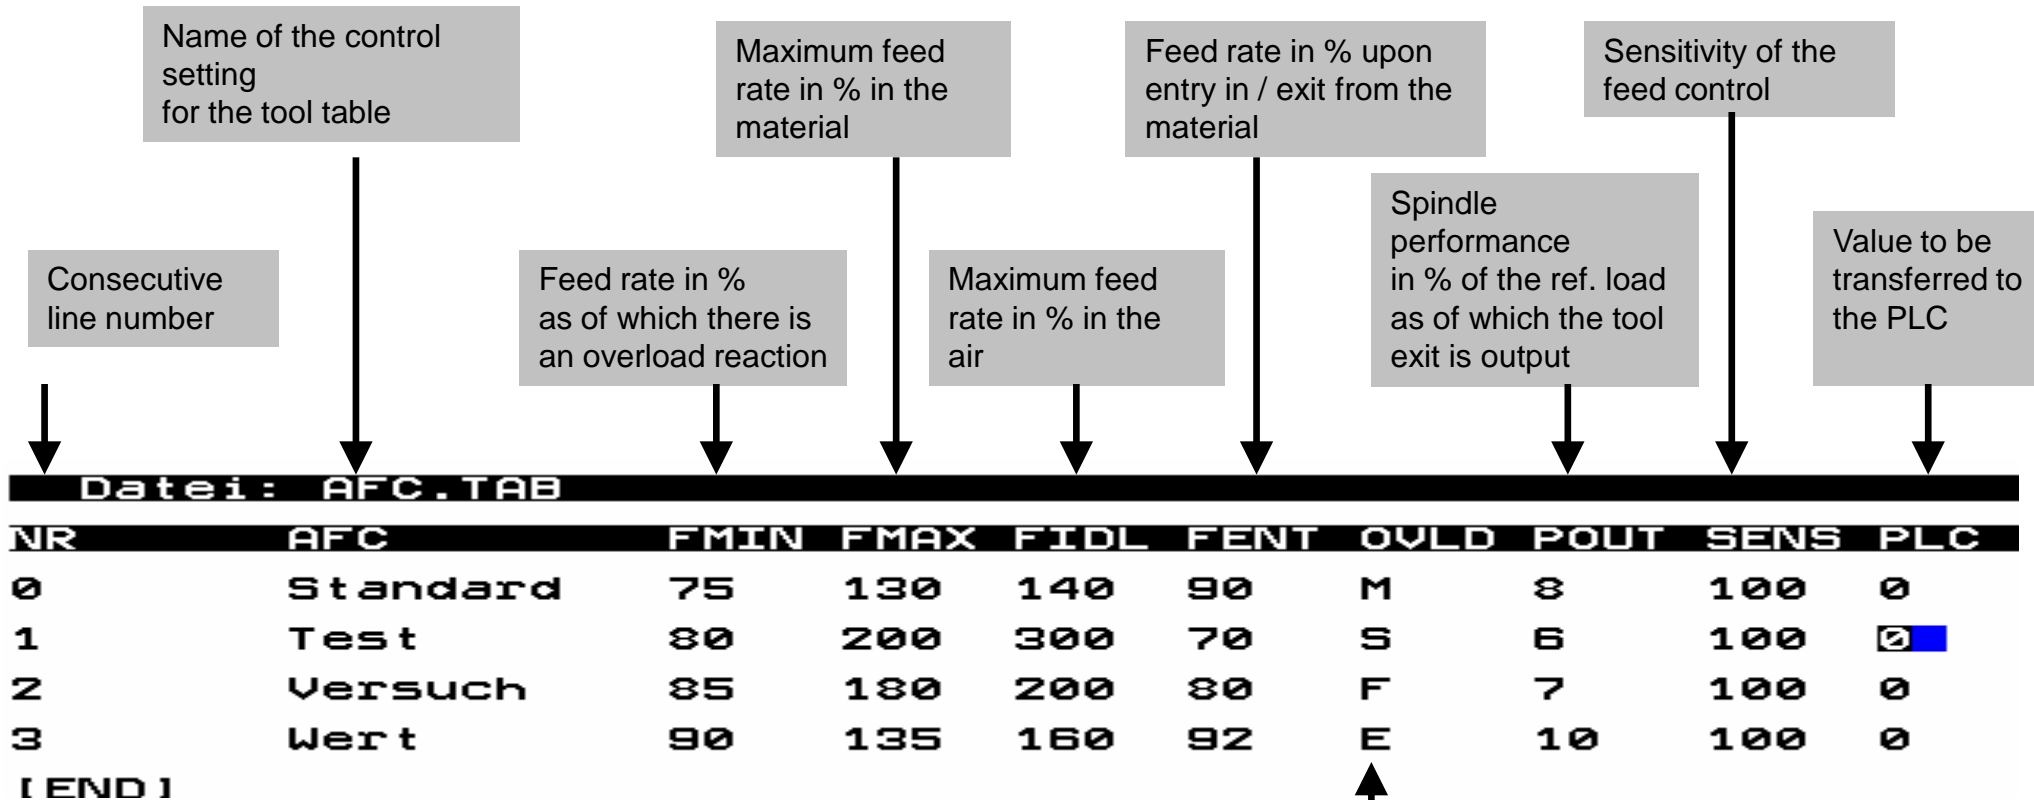 Name of the control
setting
for the tool table
Maximum feed
rate in % in the
material
Feed rate in % upon
entry in / exit from the
material
Sensitivity of the
feed control
Consecutive
line number
Feed rate in %
as of which there is
an overload reaction
Maximum feed
rate in % in the
air
Spindle
performance
in % of the ref. load
as of which the tool
exit is output
Value to be
transferred to
the PLC
Datei: AFC.TAB
NR AFC FMIN FMAX FIDL FENT OVLD POUT SENS PLC
0 Standard 75 130 140 90 M 8 100 0
1 Test 80 200 300 70 S 6 100 0
2 Versuch 85 180 200 80 F 7 100 0
3 Wert 90 135 160 92 E 10 100 0
[END]